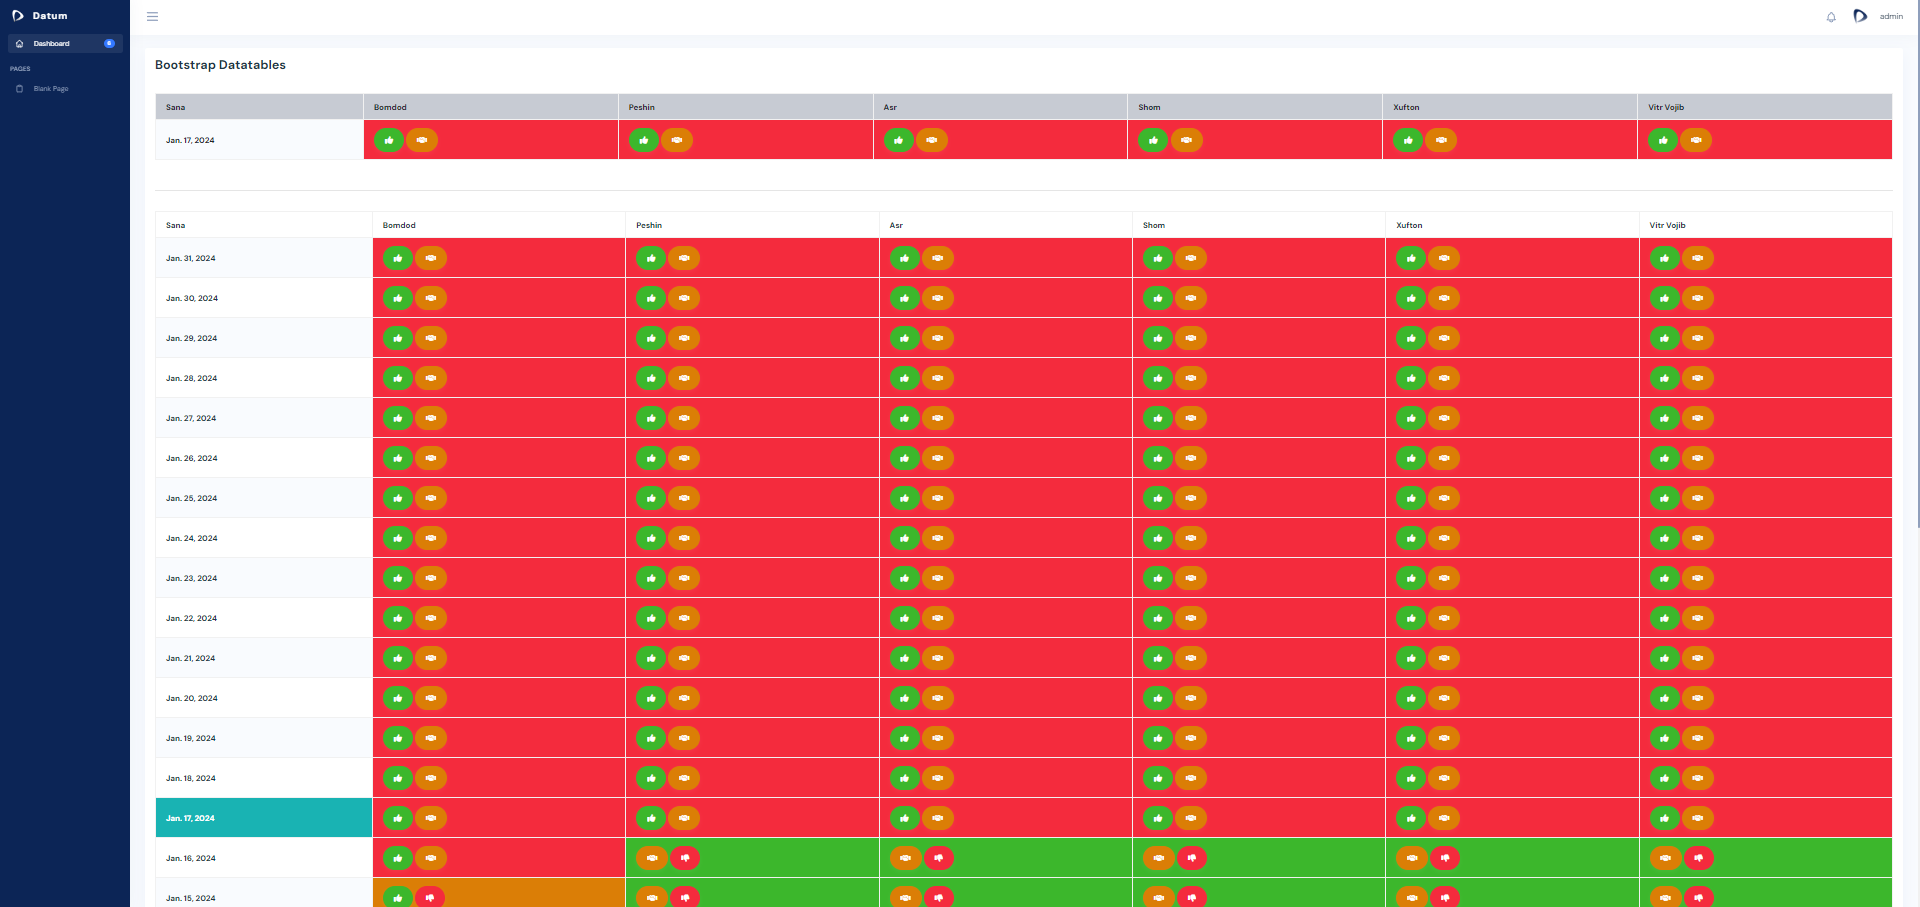 Datum
admin
Dashboard 6
PAGES
Blank Page
Bootstrap Datatables
Sana Bomdod Peshin Asr Shom Xufton Vitr Vojib
Jan. 17, 2024
Sana Bomdod Peshin Asr Shom Xufton Vitr Vojib
Jan. 31, 2024
Jan. 30, 2024
Jan. 29, 2024
Jan. 28, 2024
Jan. 27, 2024
Jan. 26, 2024
Jan. 25, 2024
Jan. 24, 2024
Jan. 23, 2024
Jan. 22, 2024
Jan. 21, 2024
Jan. 20, 2024
Jan. 19, 2024
Jan. 18, 2024
Jan. 17, 2024
Jan. 16, 2024
Jan. 15, 2024